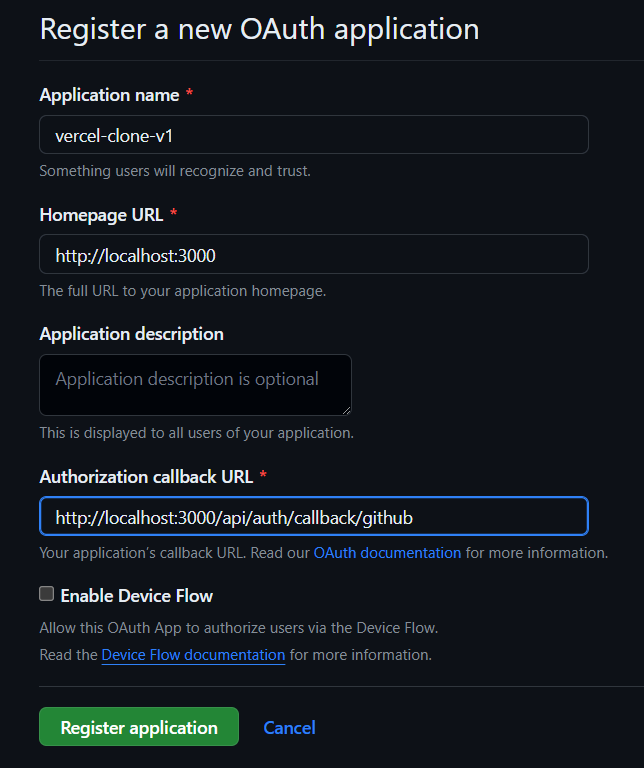 Register a new OAuth application
Application name *
vercel-clone-v1
Something users will recognize and trust.
Homepage URL *
http://localhost:3000
The full URL to your application homepage.
Application description
Application description is optional
This is displayed to all users of your application.
Authorization callback URL *
http://localhost:3000/api/auth/callback/github
Your application’s callback URL. Read our OAuth documentation for more information.
Enable Device Flow
Allow this OAuth App to authorize users via the Device Flow.
Read the Device Flow documentation for more information.
Register application Cancel